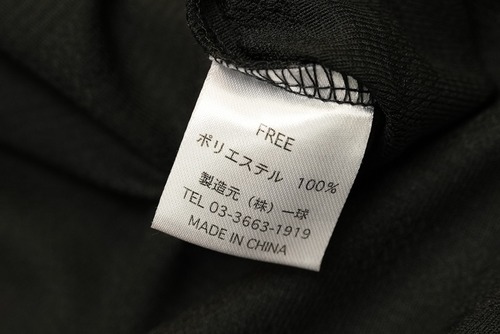 FREE
ポリエステル 100%
製造元 (株) 一球
TEL 03-3663-1919
MADE IN CHINA